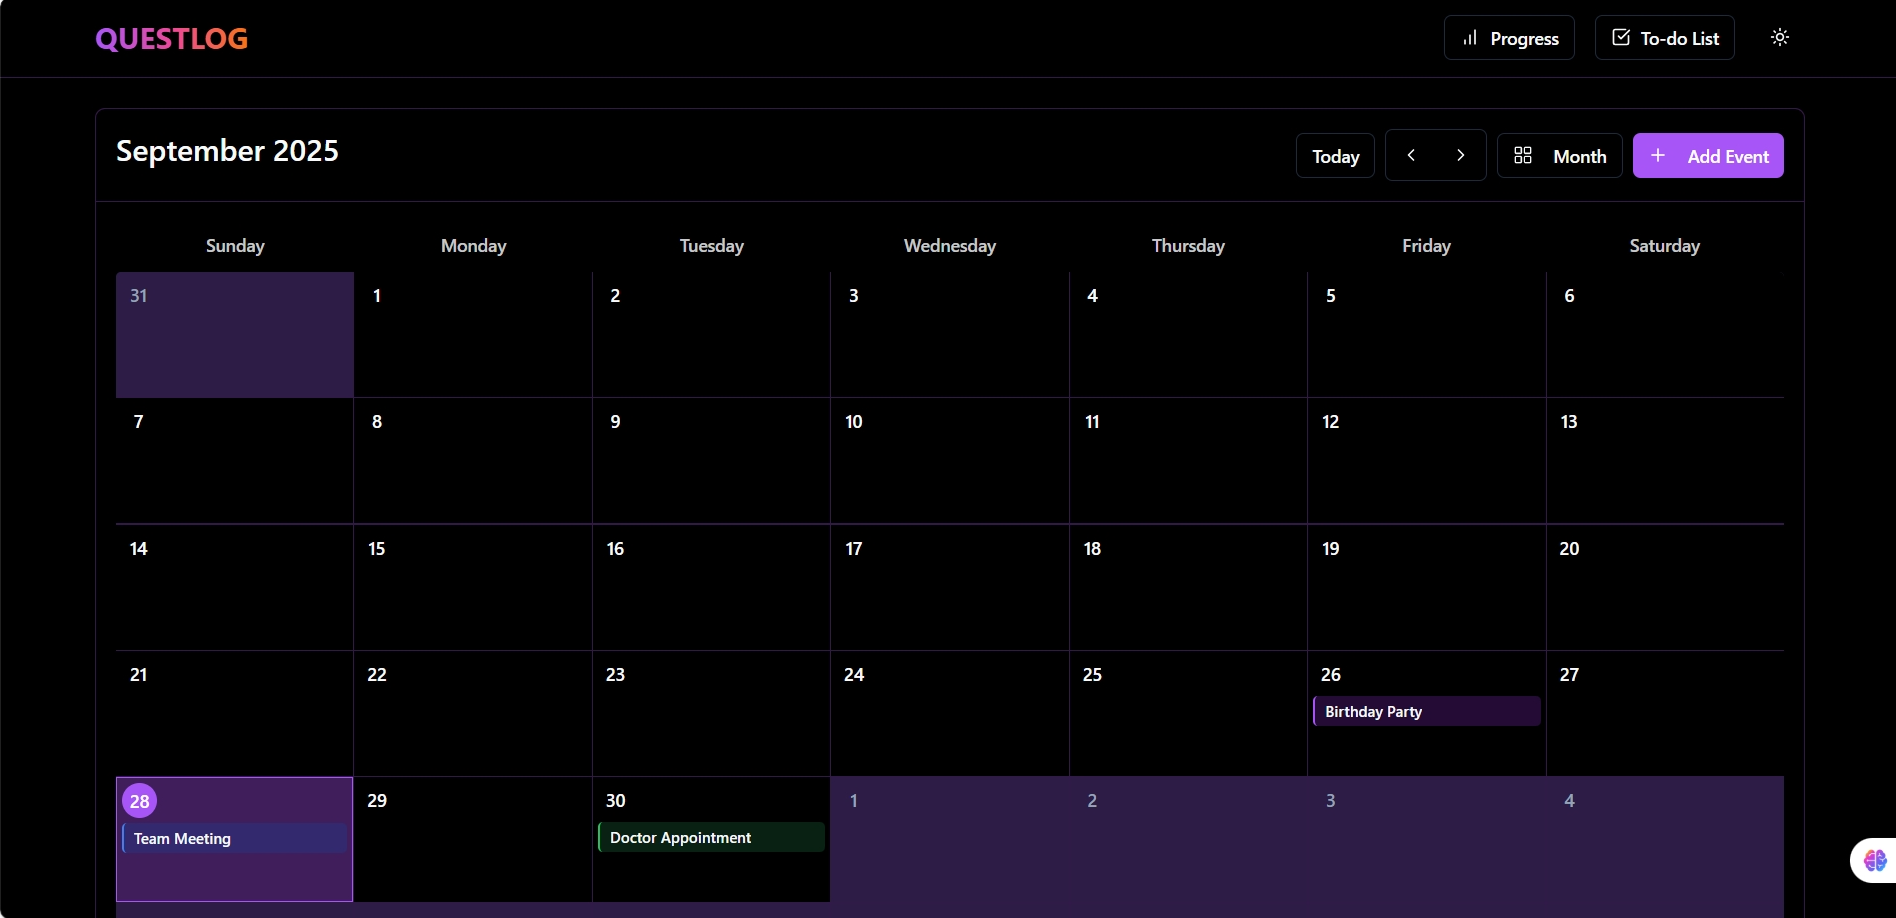 QUESTLOG
Progress
To-do List
September 2025
Today
Month
Add Event
Sunday Monday Tuesday Wednesday Thursday Friday Saturday
31 1 2 3 4 5 6
7 8 9 10 11 12 13
14 15 16 17 18 19 20
21 22 23 24 25 26 27
Birthday Party
28 29 30 1 2 3 4
Team Meeting
Doctor Appointment